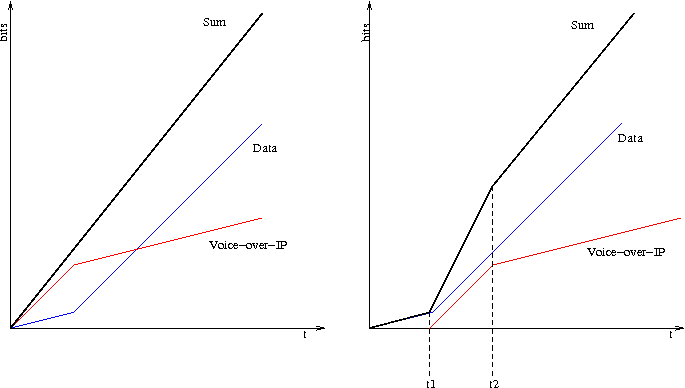 bits
Sum
Data
Voice-over-IP
t
bits
Sum
Data
Voice-over-IP
t
t1
t2